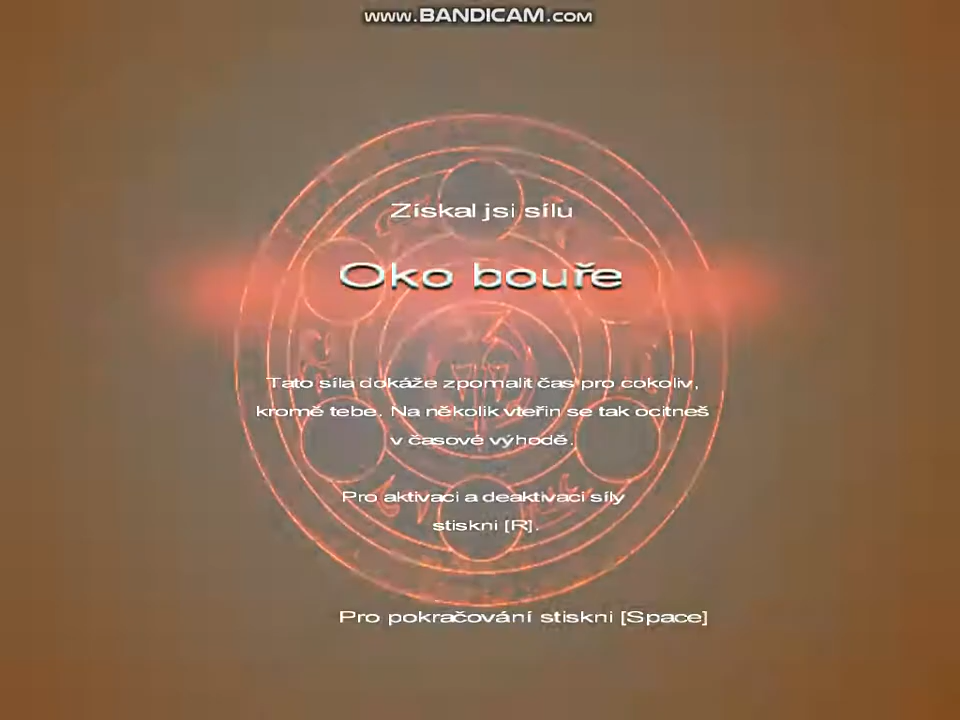 www.BANDICAM.com
Získal jsi sílu
Oko bouře
Tato síla dokáže zpomalit čas pro cokoliv,
kromě tebe. Na několik vteřin se tak ocitneš
v časové výhodě.
Pro aktivaci a deaktivaci síly
stiskni [R].
Pro pokračování stiskni [Space]